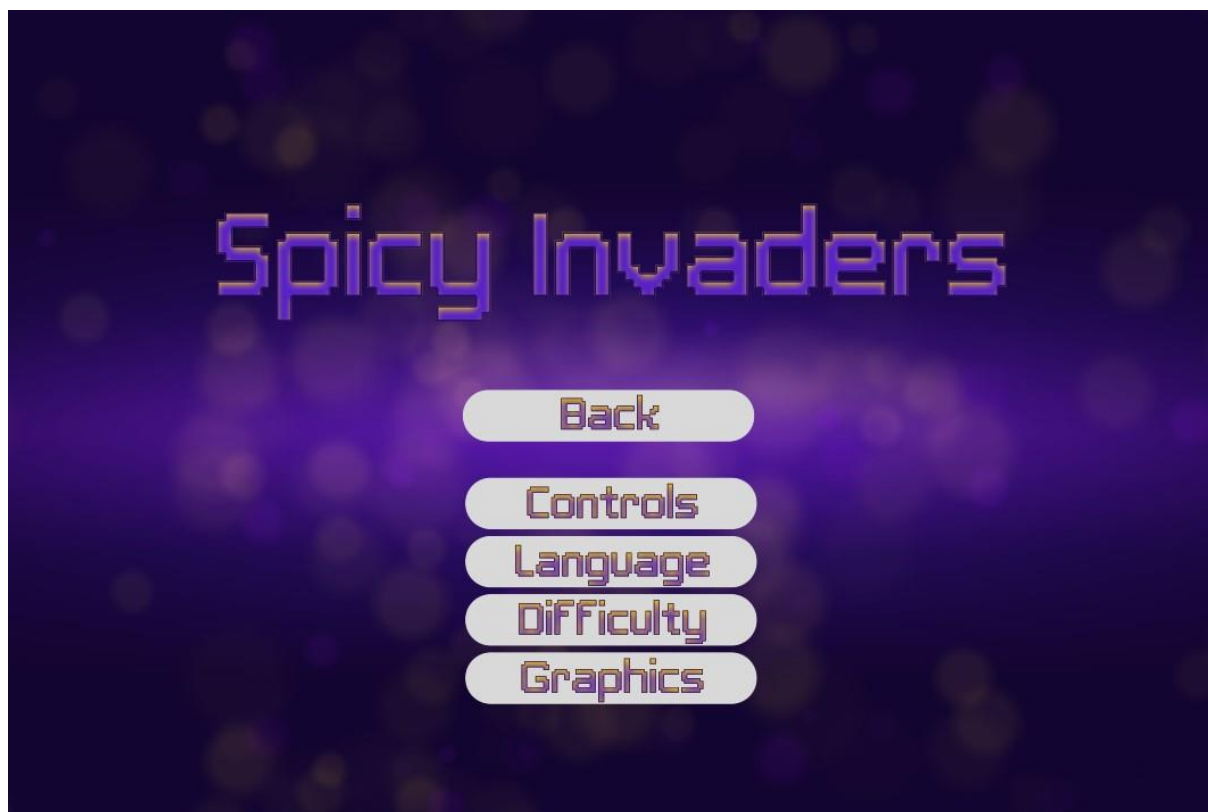 Spicy Invaders
Back
Controls
Language
Difficulty
Graphics